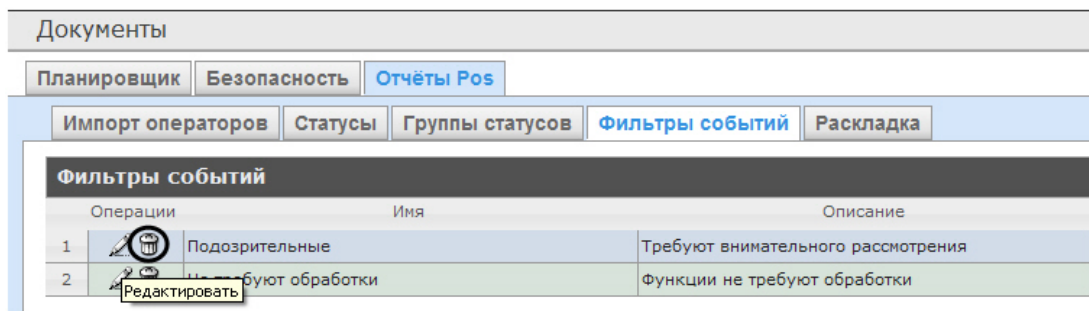 Документы
Планировщик Безопасность Отчёты Pos
Импорт операторов Статусы Группы статусов Фильтры событий Раскладка
Фильтры событий
Операции Имя Описание
1 Подозрительные Требуют внимательного рассмотрения
2 требуют обработки Функции не требуют обработки
Редактировать